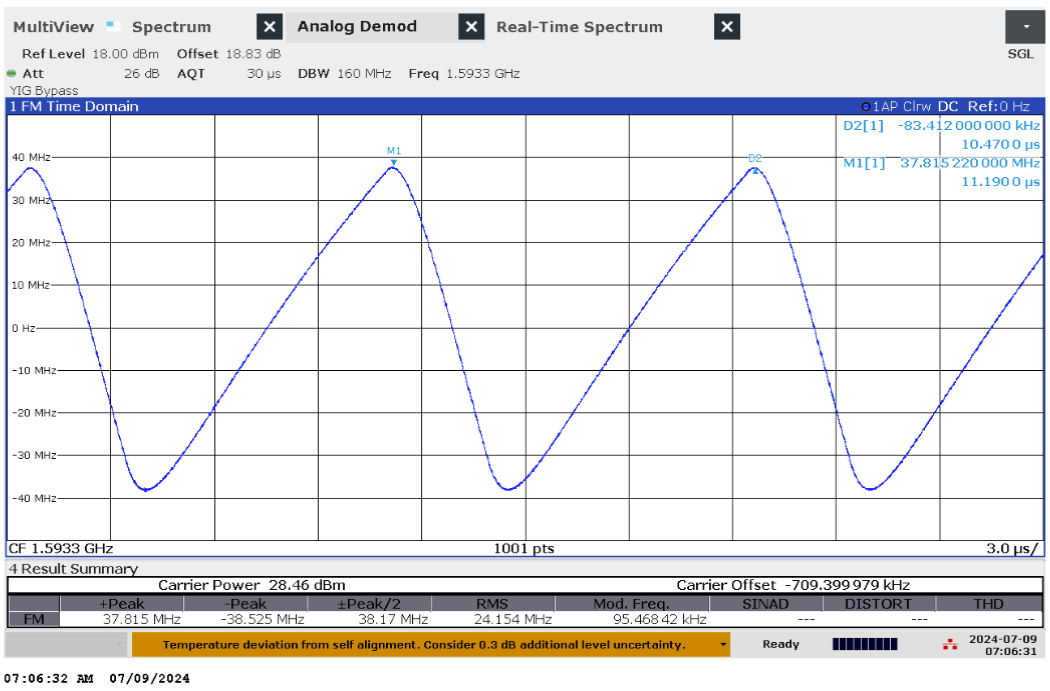 MultiView Spectrum Analog Demod Real-Time Spectrum
Ref Level 18.00 dBm Offset 18.83 dB SGL
Att 26 dB AQT 30 µs DBW 160 MHz Freq 1.5933 GHz
YIG Bypass
1 FM Time Domain 1AP Clrw DC Ref:0 Hz
D2[1] -83.412 000 000 kHz
10.470 0 µs
M1[1] 37.815 220 000 MHz
11.190 0 µs
M1
D2
40 MHz
30 MHz
20 MHz
10 MHz
0 Hz
-10 MHz
-20 MHz
-30 MHz
-40 MHz
CF 1.5933 GHz 1001 pts 3.0 µs/
4 Result Summary
Carrier Power 28.46 dBm Carrier Offset -709.399 979 kHz
+Peak -Peak ±Peak/2 RMS Mod. Freq. SINAD DISTORT THD
FM 37.815 MHz -38.525 MHz 38.17 MHz 24.154 MHz 95.468 42 kHz --- --- ---
Temperature deviation from self alignment. Consider 0.3 dB additional level uncertainty. Ready 2024-07-09
07:06:31
07:06:32 AM 07/09/2024